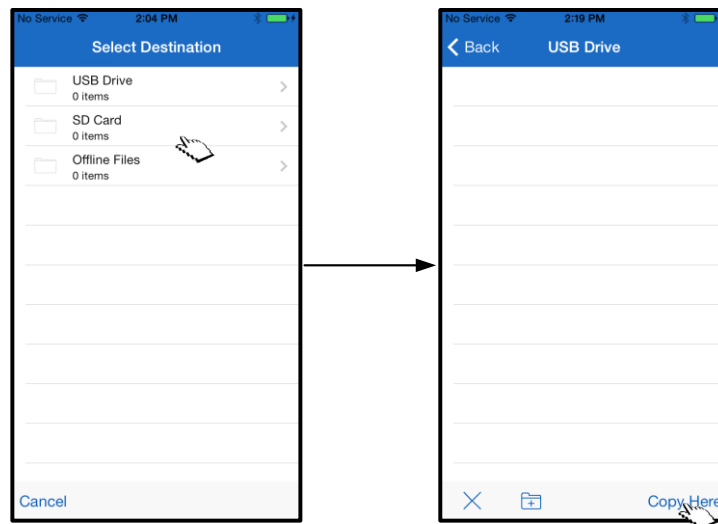 No Service 2:04 PM
Select Destination
USB Drive
0 items
SD Card
0 items
Offline Files
0 items
Cancel
No Service 2:19 PM
Back USB Drive
Copy Here